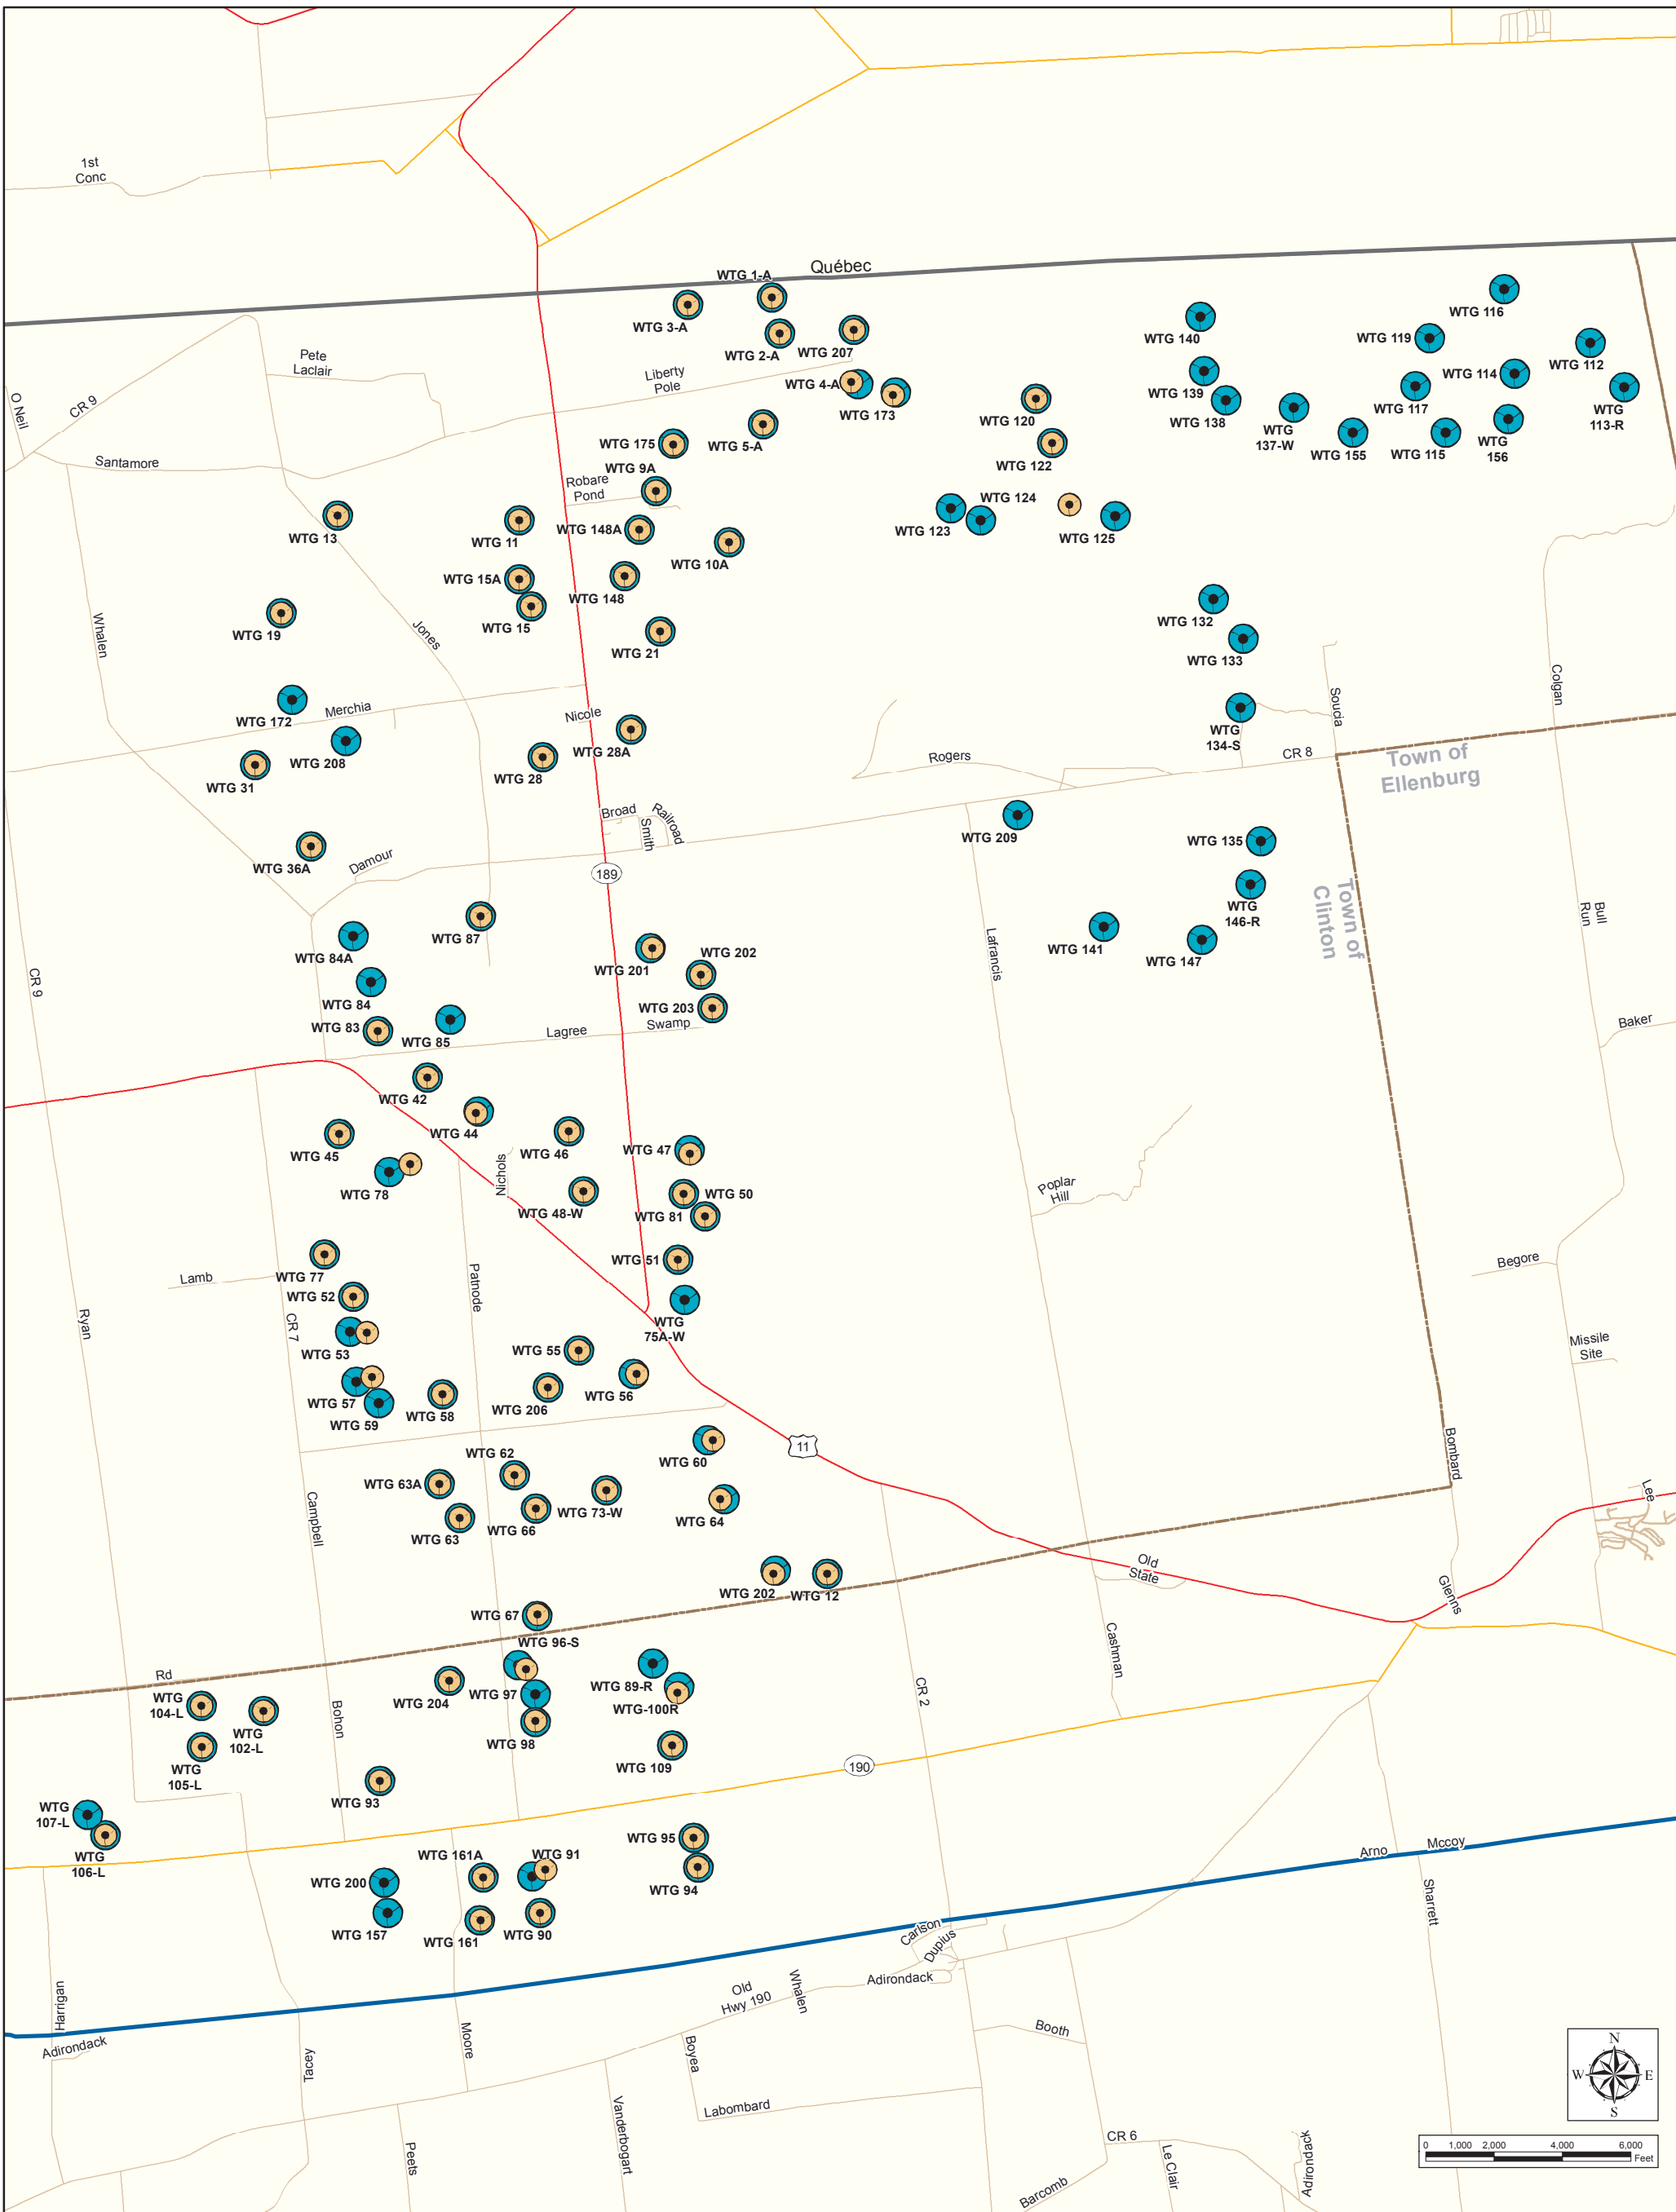 1st
Conc
Québec
WTG 1-A
WTG 3-A
WTG 2-A
WTG 207
WTG 140
WTG 116
WTG 119
WTG 112
Pete
Laclair
Liberty
Pole
WTG 4-A
WTG 173
WTG 139
WTG 138
WTG 114
WTG 117
WTG
113-R
O Neil
CR 9
WTG 120
WTG
137-W
WTG 155
WTG 115
WTG
156
WTG 175
WTG 5-A
WTG 122
Santamore
WTG 9A
Robare
Pond
WTG 124
WTG 123
WTG 125
WTG 13
WTG 11
WTG 148A
WTG 10A
WTG 15A
WTG 148
WTG 15
WTG 132
WTG 19
Whalen
Jones
WTG 21
WTG 133
WTG 172
Merchia
Nicole
Soucia
Colgan
WTG 208
WTG 28A
WTG
134-S
WTG 31
WTG 28
Rogers
CR 8
Town of
Ellenburg
Broad
Smith
Railroad
WTG 209
WTG 135
WTG 36A
Damour
189
WTG
146-R
Town of
Clinton
Bull
Run
WTG 87
WTG 84A
WTG 201
WTG 202
Lafrancis
WTG 141
WTG 147
CR 9
WTG 84
WTG 203
WTG 83
WTG 85
Lagree
Swamp
Baker
WTG 42
WTG 44
WTG 45
WTG 46
WTG 47
WTG 78
Nichols
WTG 50
WTG 48-W
WTG 81
Poplar
Hill
WTG 51
Begore
WTG 77
Lamb
WTG 52
Patnode
CR 7
Ryan
WTG
75A-W
WTG 53
WTG 55
Missile
Site
WTG 57
WTG 56
WTG 59
WTG 58
WTG 206
WTG 60
11
Bombard
WTG 62
WTG 63A
WTG 73-W
WTG 64
Lee
Campbell
WTG 63
WTG 66
WTG 202
WTG 12
Old
State
Glenns
WTG 67
WTG 96-S
Cashman
Rd
WTG
104-L
WTG 204
WTG 97
WTG 89-R
WTG-100R
CR 2
Bohon
WTG
102-L
WTG 98
WTG 109
WTG
105-L
190
WTG 93
WTG
107-L
WTG
106-L
WTG 95
WTG 161A
WTG 91
Arno
Mccoy
WTG 200
WTG 94
WTG 157
WTG 161
WTG 90
Sharrett
Carlson
Dupius
Adirondack
Harrigan
Old
Hwy 190
Whalen
Adirondack
Tacey
Moore
Boyea
Booth
Labombard
Vanderbogart
Peets
CR 6
Le Clair
Adirondack
Barcomb
N
W
E
S
0 1,000 2,000 4,000 6,000
Feet